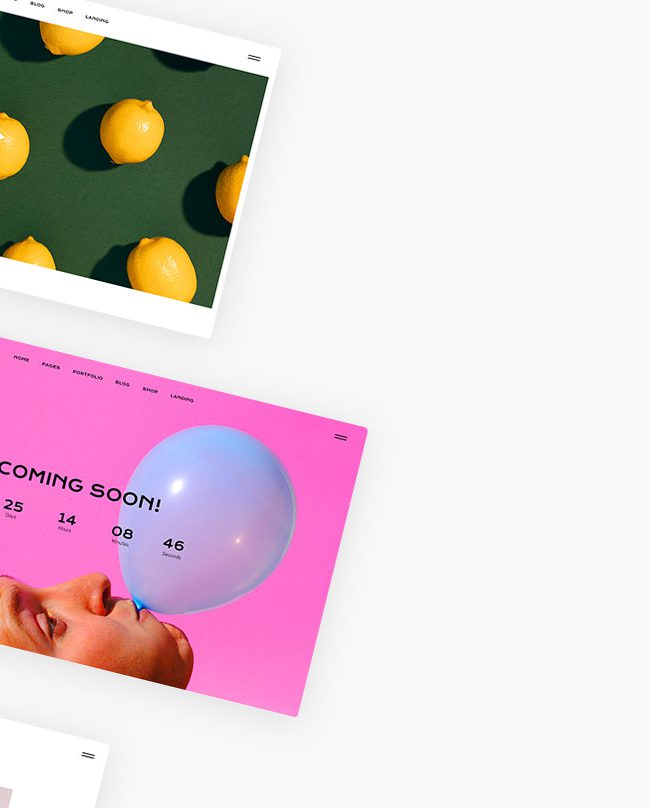 BLOG SHOP LANDING
HOME PAGES PORTFOLIO BLOG SHOP LANDING
COMING SOON!
25 14 08 46
Days Hours Minutes Seconds